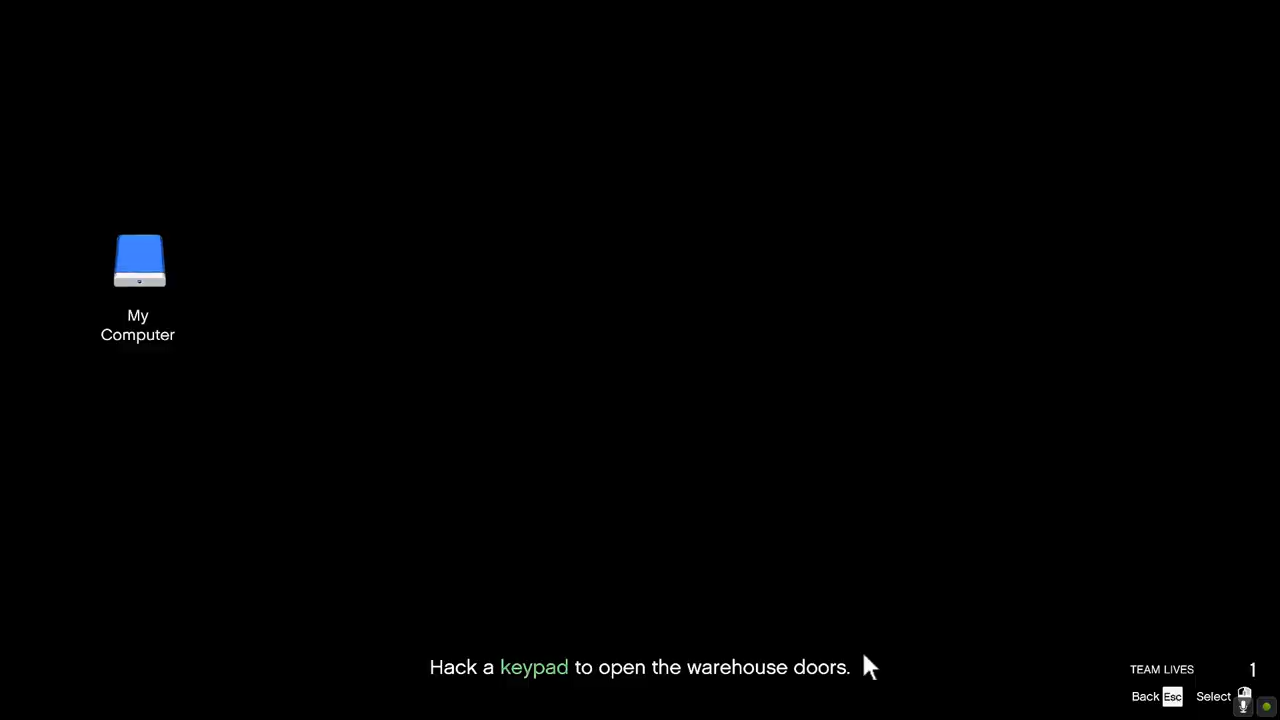 My
Computer
Hack a keypad to open the warehouse doors.
TEAM LIVES 1
Back Esc Select